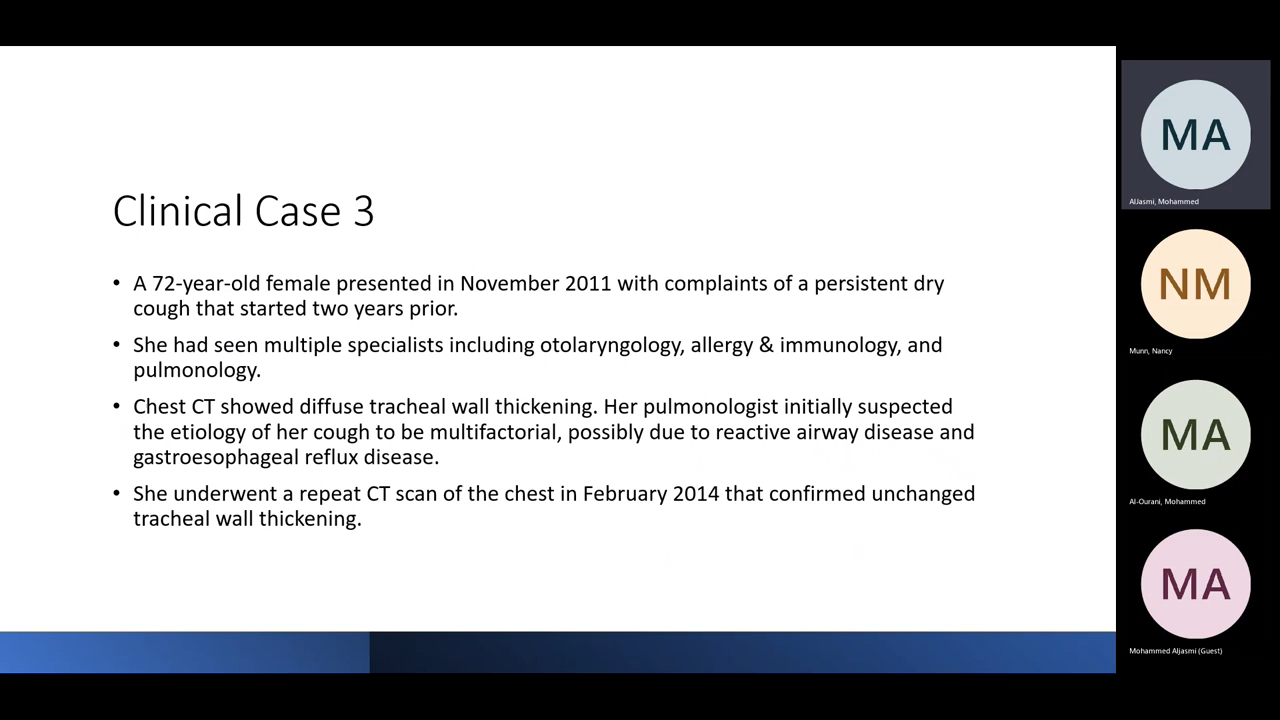 Clinical Case 3
• A 72-year-old female presented in November 2011 with complaints of a persistent dry
cough that started two years prior.
• She had seen multiple specialists including otolaryngology, allergy & immunology, and
pulmonology.
• Chest CT showed diffuse tracheal wall thickening. Her pulmonologist initially suspected
the etiology of her cough to be multifactorial, possibly due to reactive airway disease and
gastroesophageal reflux disease.
• She underwent a repeat CT scan of the chest in February 2014 that confirmed unchanged
tracheal wall thickening.
MA
AlJasmi, Mohammed
NM
Munn, Nancy
MA
Al-Ourani, Mohammed
MA
Mohammed Aljasmi (Guest)